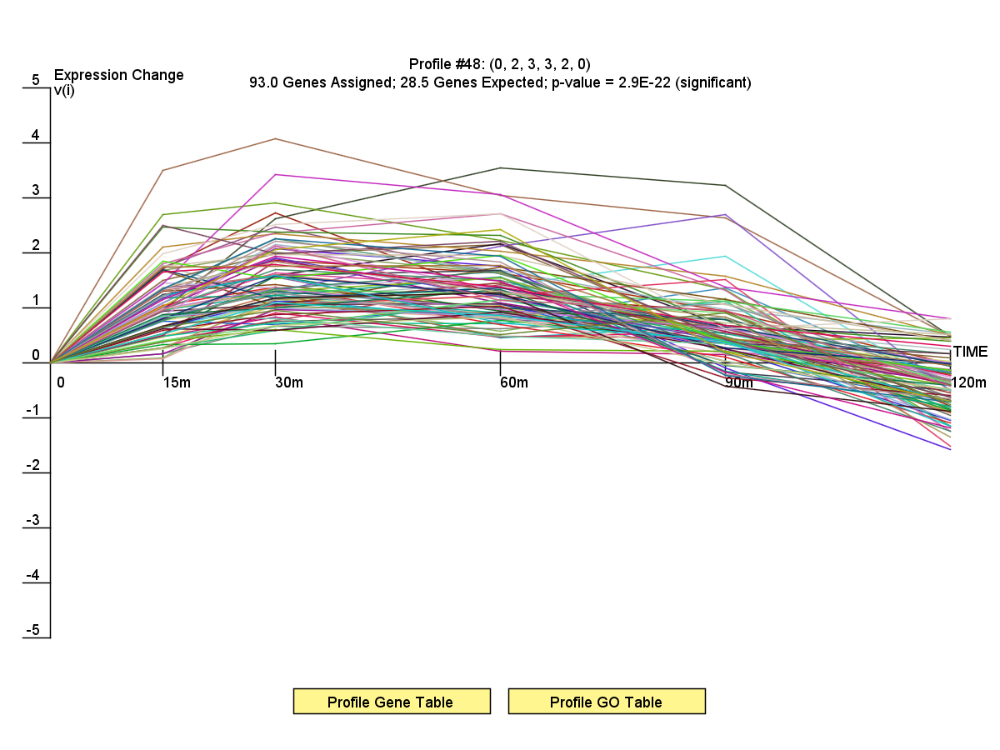 Profile #48: (0, 2, 3, 3, 2, 0)
93.0 Genes Assigned; 28.5 Genes Expected; p-value = 2.9E-22 (significant)
Expression Change
v(i)
5
4
3
2
1
0
-1
-2
-3
-4
-5
TIME
0 15m 30m 60m 90m 120m
Profile Gene Table
Profile GO Table